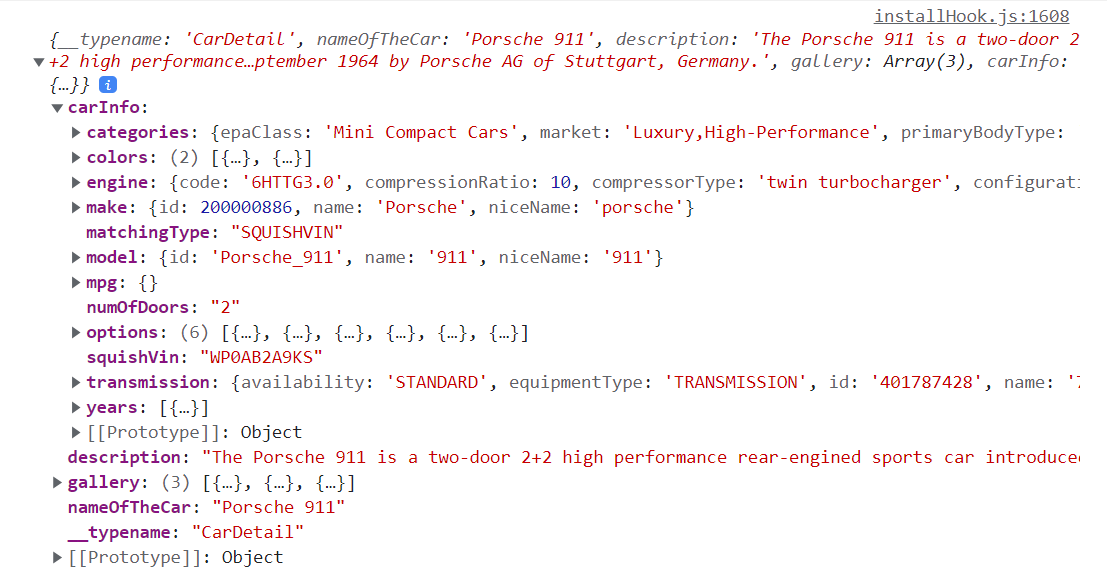 installHook.js:1608
{__typename: 'CarDetail', nameOfTheCar: 'Porsche 911', description: 'The Porsche 911 is a two-door 2
+2 high performance…ptember 1964 by Porsche AG of Stuttgart, Germany.', gallery: Array(3), carInfo:
{…}} i
carInfo:
categories: {epaClass: 'Mini Compact Cars', market: 'Luxury,High-Performance', primaryBodyType:
colors: (2) [{…}, {…}]
engine: {code: '6HTTG3.0', compressionRatio: 10, compressorType: 'twin turbocharger', configurati
make: {id: 200000886, name: 'Porsche', niceName: 'porsche'}
matchingType: "SQUISHVIN"
model: {id: 'Porsche_911', name: '911', niceName: '911'}
mpg: {}
numOfDoors: "2"
options: (6) [{…}, {…}, {…}, {…}, {…}, {…}]
squishVin: "WP0AB2A9KS"
transmission: {availability: 'STANDARD', equipmentType: 'TRANSMISSION', id: '401787428', name: '7
years: [{…}]
[[Prototype]]: Object
description: "The Porsche 911 is a two-door 2+2 high performance rear-engined sports car introduced
gallery: (3) [{…}, {…}, {…}]
nameOfTheCar: "Porsche 911"
__typename: "CarDetail"
[[Prototype]]: Object